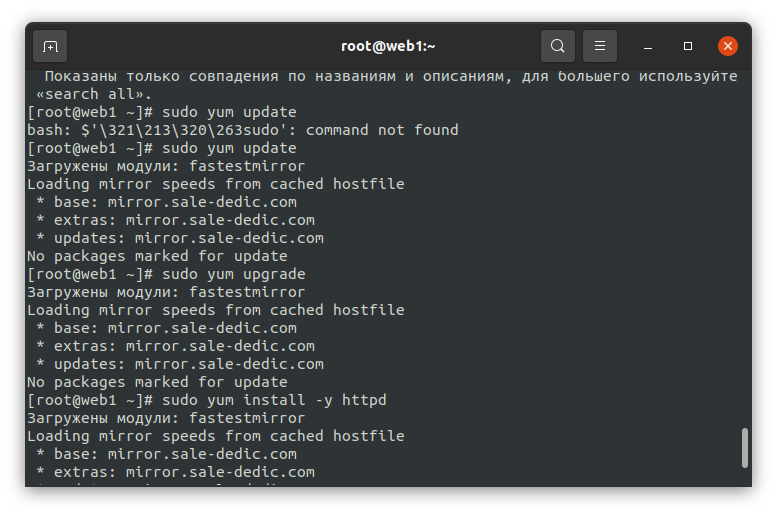 root@web1:~
Показаны только совпадения по названиям и описаниям, для большего используйте
«search all».
[root@web1 ~]# sudo yum update
bash: $'\321\213\320\263sudo': command not found
[root@web1 ~]# sudo yum update
Загружены модули: fastestmirror
Loading mirror speeds from cached hostfile
* base: mirror.sale-dedic.com
* extras: mirror.sale-dedic.com
* updates: mirror.sale-dedic.com
No packages marked for update
[root@web1 ~]# sudo yum upgrade
Загружены модули: fastestmirror
Loading mirror speeds from cached hostfile
* base: mirror.sale-dedic.com
* extras: mirror.sale-dedic.com
* updates: mirror.sale-dedic.com
No packages marked for update
[root@web1 ~]# sudo yum install -y httpd
Загружены модули: fastestmirror
Loading mirror speeds from cached hostfile
* base: mirror.sale-dedic.com
* extras: mirror.sale-dedic.com